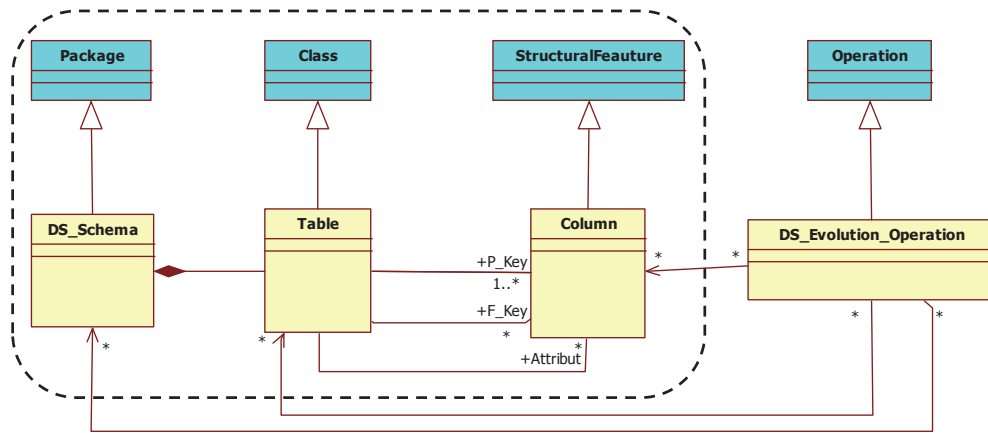 Package
Class
StructuralFeauture
Operation
DS_Schema
Table
Column
DS_Evolution_Operation
+P_Key
1..*
+F_Key
*
+Attribut
*
*
*
*
*
*
*